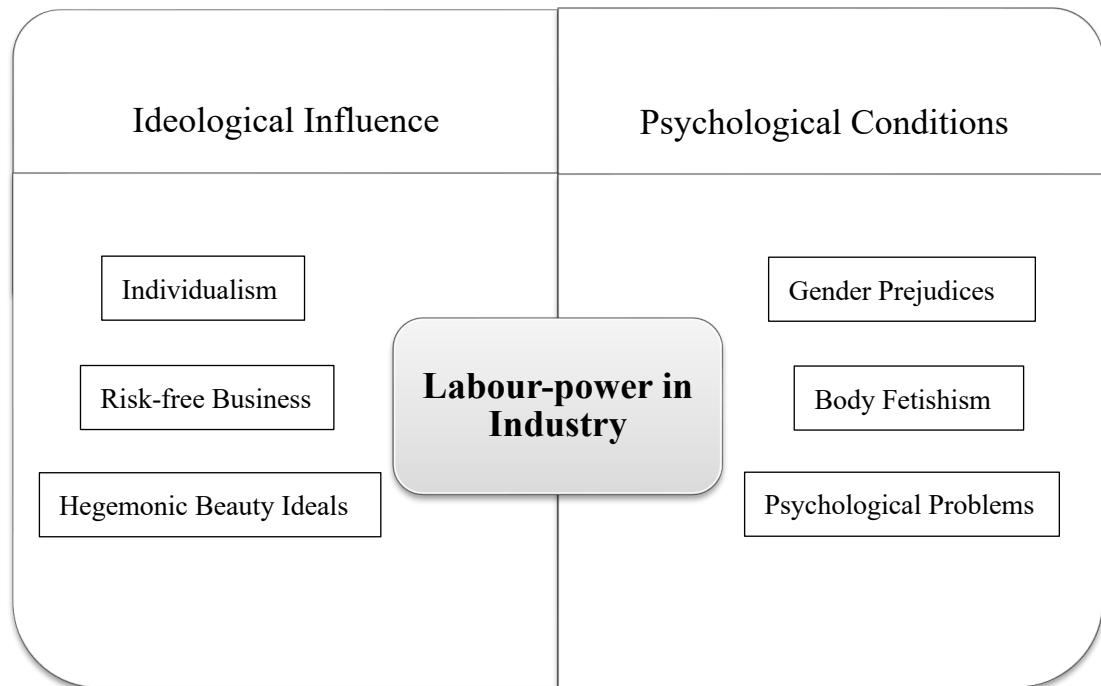 Ideological Influence
Psychological Conditions
Individualism
Risk-free Business
Hegemonic Beauty Ideals
Labour-power in
Industry
Gender Prejudices
Body Fetishism
Psychological Problems